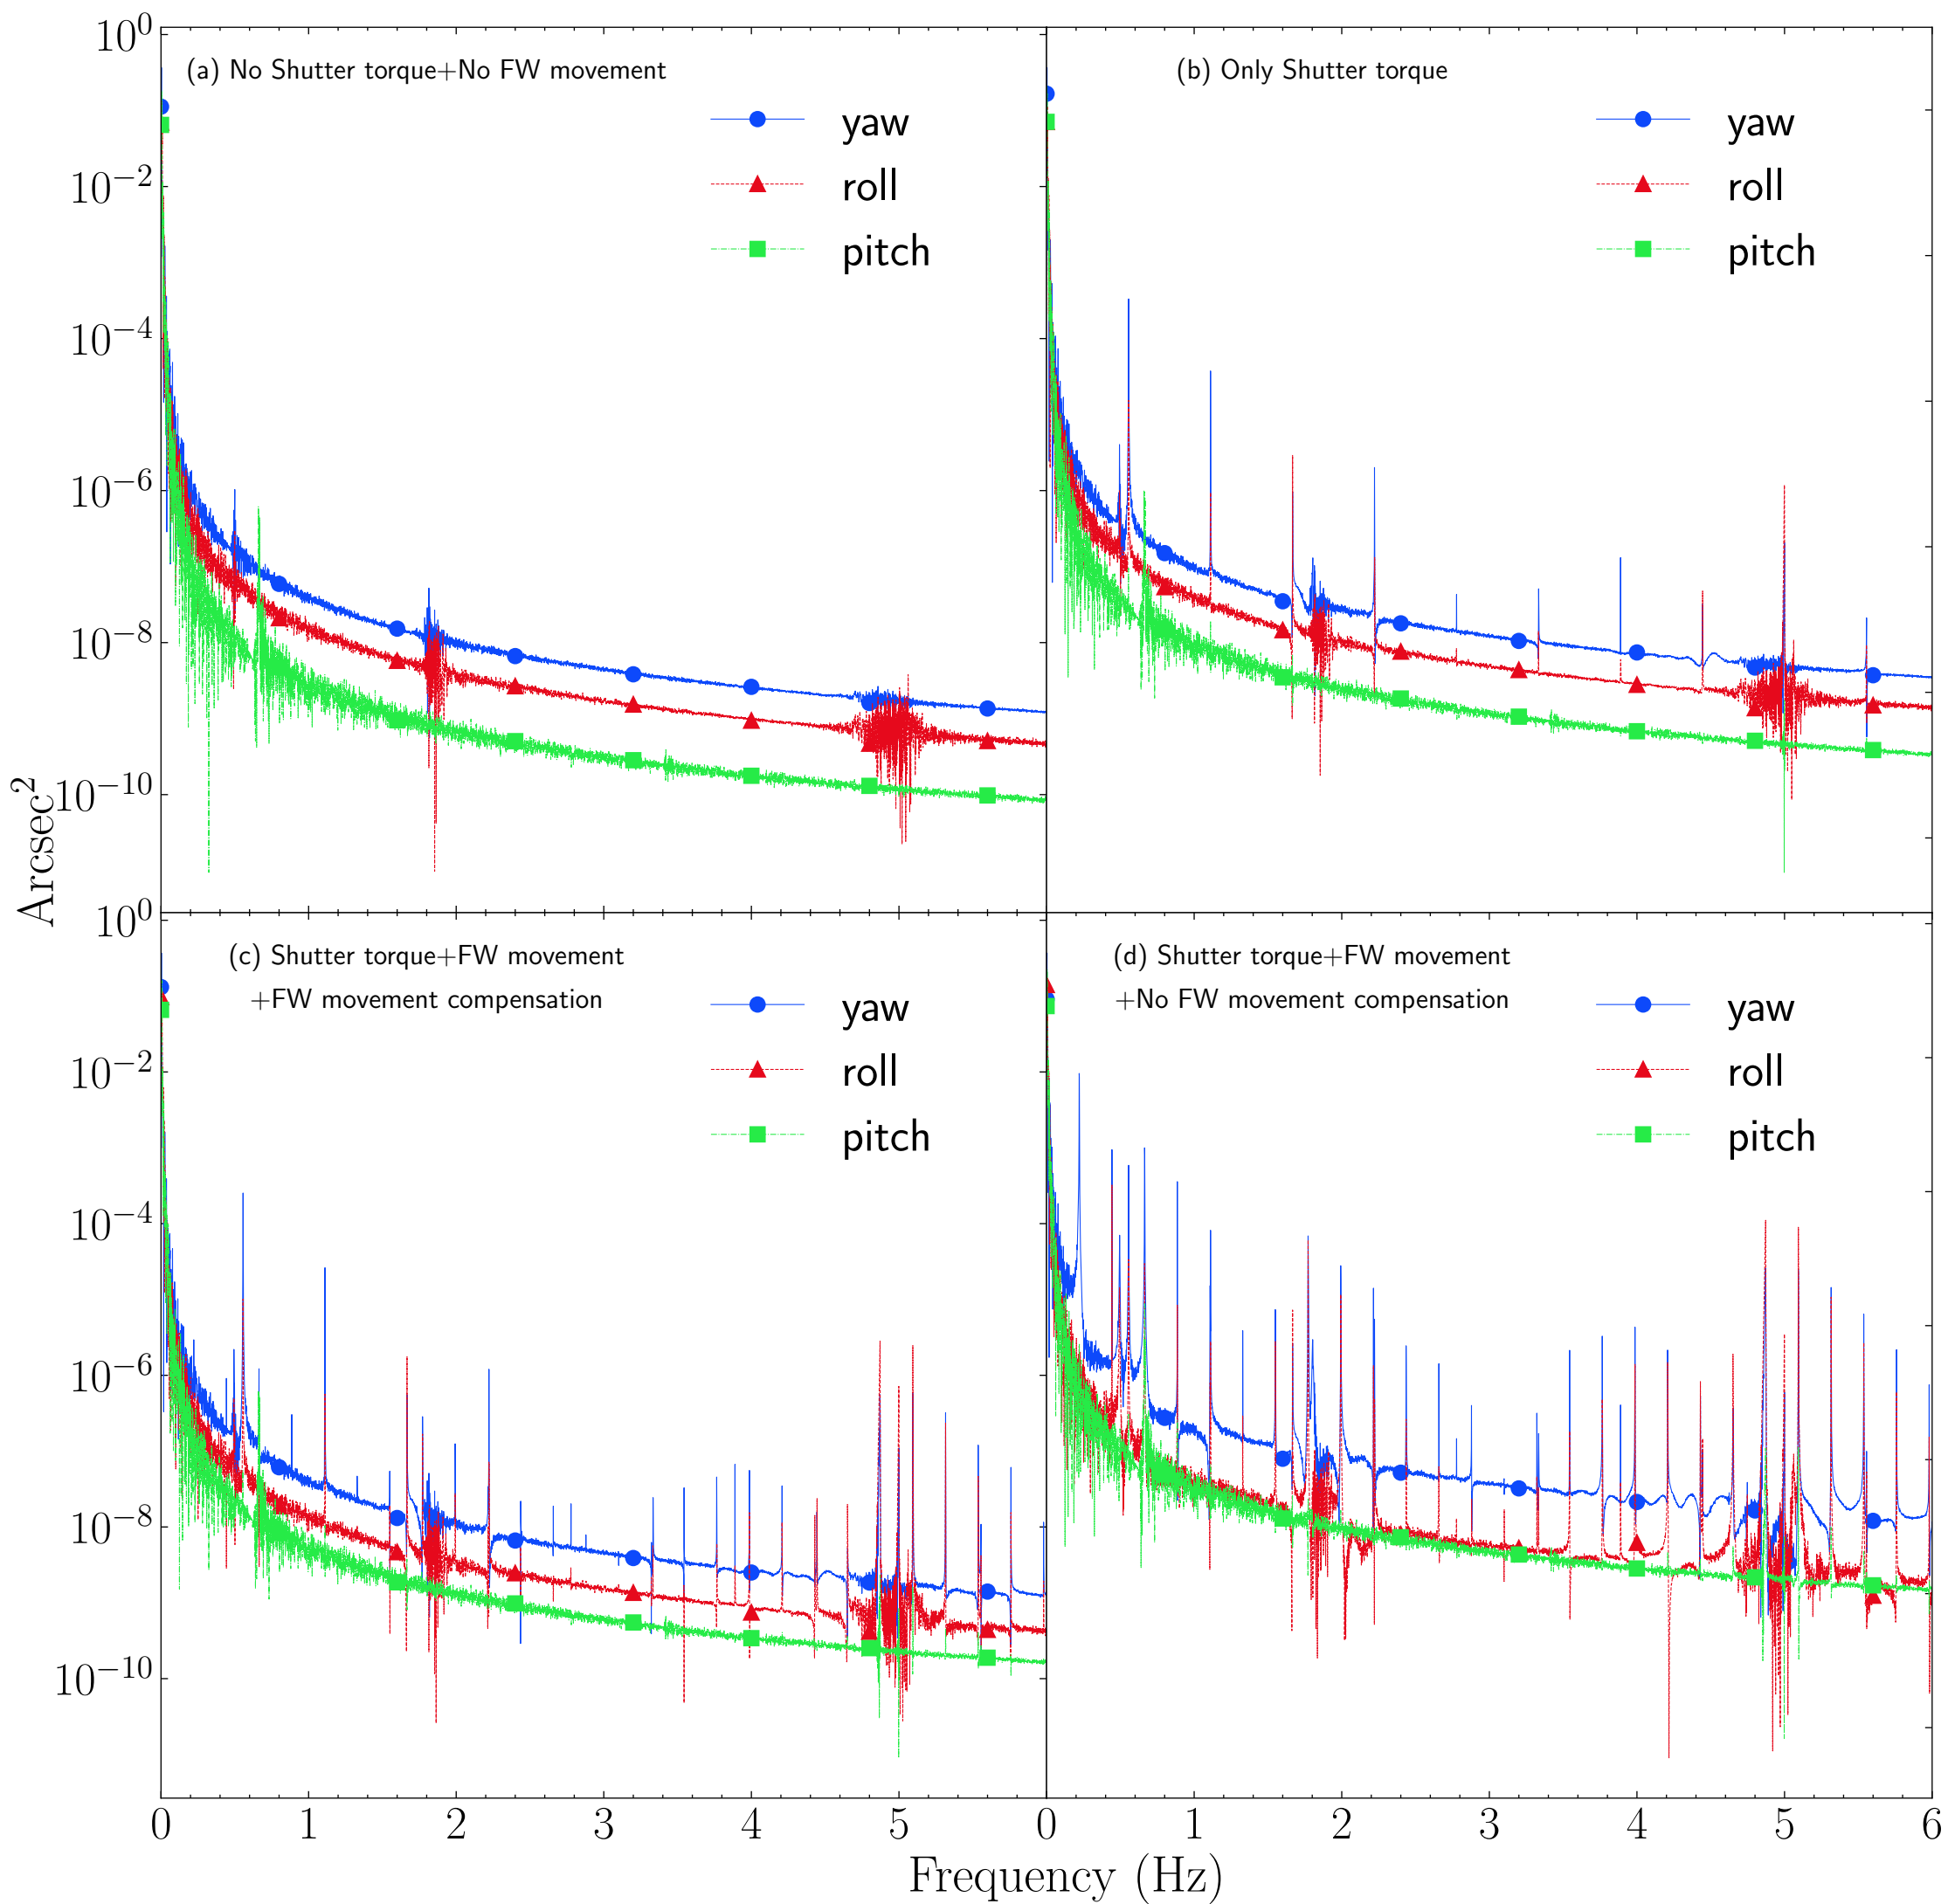 10^0
10^{-2}
10^{-4}
10^{-6}
10^{-8}
10^{-10}
(a) No Shutter torque+No FW movement
yaw
roll
pitch
(b) Only Shutter torque
yaw
roll
pitch
Arcsec^2
10^0
10^{-2}
10^{-4}
10^{-6}
10^{-8}
10^{-10}
(c) Shutter torque+FW movement
+FW movement compensation
yaw
roll
pitch
(d) Shutter torque+FW movement
+No FW movement compensation
yaw
roll
pitch
0 1 2 3 4 5 0 1 2 3 4 5 6
Frequency (Hz)